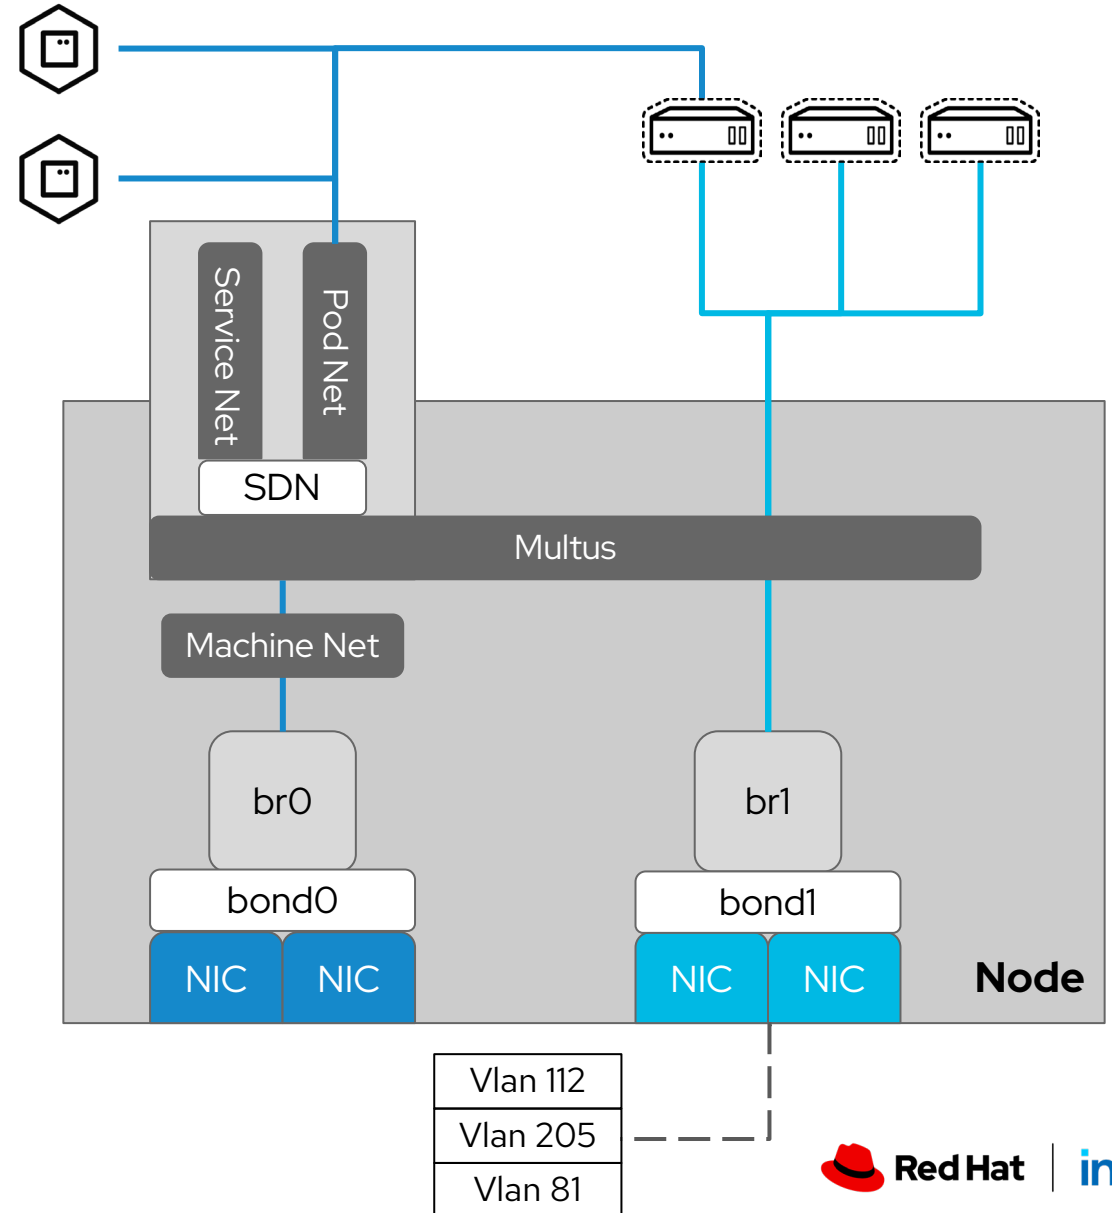 Service Net
Pod Net
SDN
Multus
Machine Net
br0
br1
bond0
bond1
NIC
NIC
NIC
NIC
Node
Vlan 112
Vlan 205
Vlan 81
Red Hat